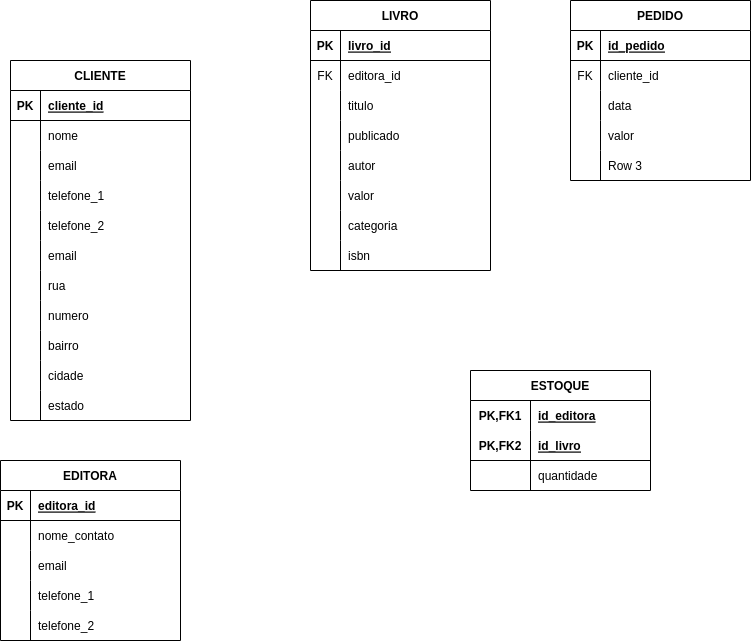 CLIENTE
PK cliente_id
nome
email
telefone_1
telefone_2
email
rua
numero
bairro
cidade
estado
LIVRO
PK livro_id
FK editora_id
titulo
publicado
autor
valor
categoria
isbn
PEDIDO
PK id_pedido
FK cliente_id
data
valor
Row 3
EDITORA
PK editora_id
nome_contato
email
telefone_1
telefone_2
ESTOQUE
PK,FK1 id_editora
PK,FK2 id_livro
quantidade